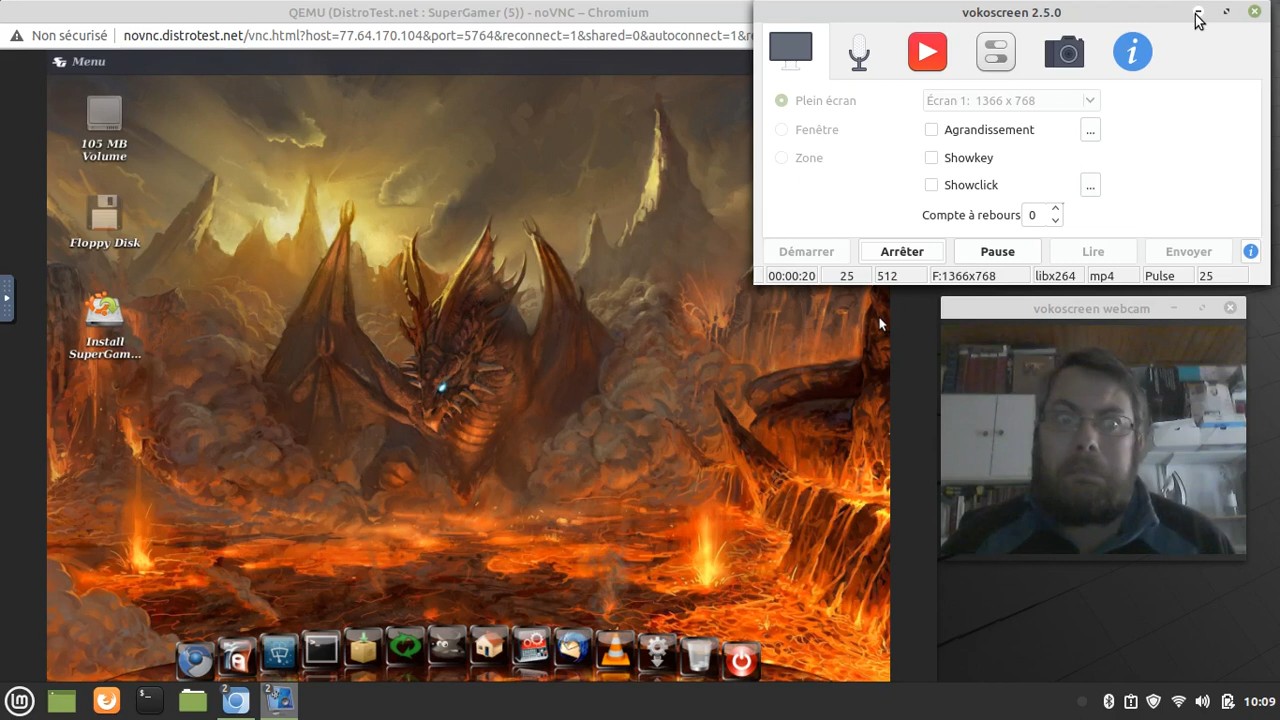 QEMU (DistroTest.net : SuperGamer (5)) - noVNC – Chromium
Non sécurisé
novnc.distrotest.net/vnc.html?host=77.64.170.104&port=5764&reconnect=1&shared=0&autoconnect=1&re
Menu
105 MB
Volume
Floppy Disk
Install
SuperGam...
vokoscreen 2.5.0
Plein écran
Écran 1:  1366 x 768
Fenêtre
Agrandissement
...
Zone
Showkey
Showclick
...
Compte à rebours
0
Démarrer
Arrêter
Pause
Lire
Envoyer
00:00:20
25
512
F:1366x768
libx264
mp4
Pulse
25
vokoscreen webcam
2
2
10:09